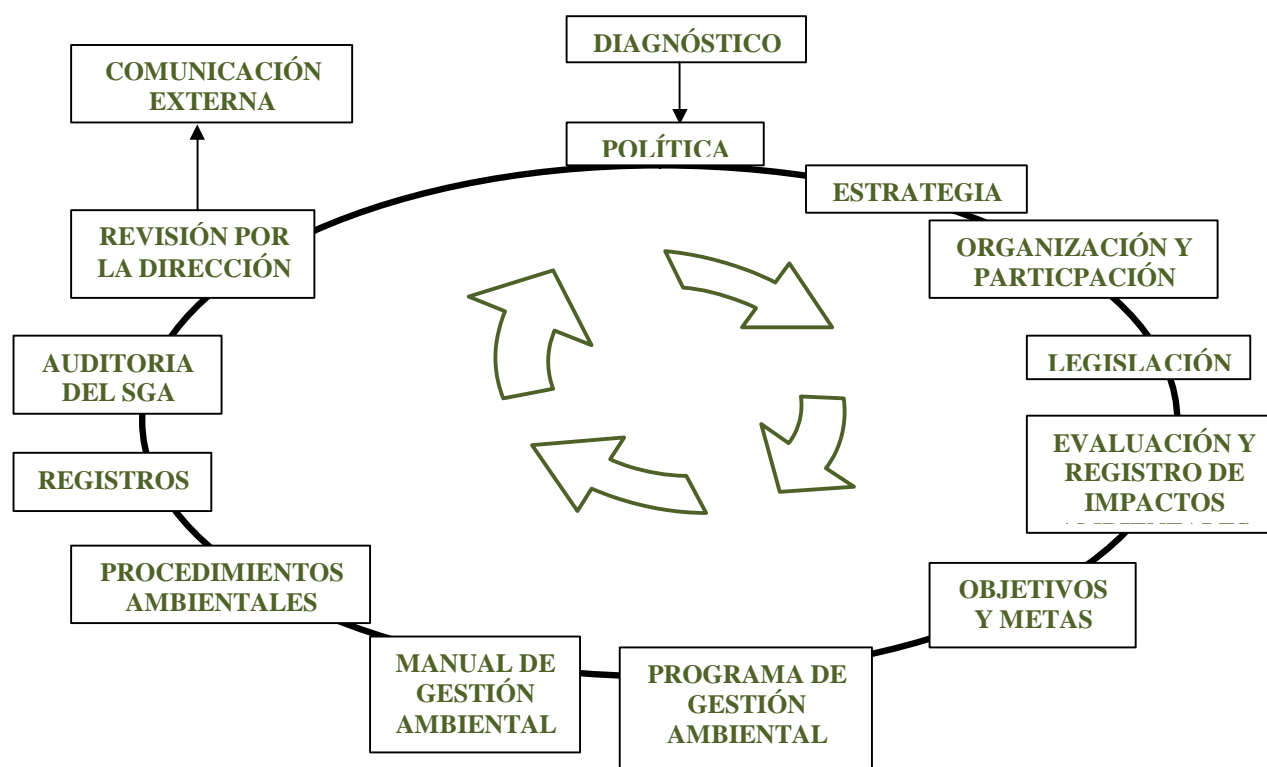 DIAGNÓSTICO
POLÍTICA
ESTRATEGIA
ORGANIZACIÓN Y
PARTICPACIÓN
LEGISLACIÓN
EVALUACIÓN Y
REGISTRO DE
IMPACTOS
AMBIENTALES
OBJETIVOS
Y METAS
PROGRAMA DE
GESTIÓN
AMBIENTAL
MANUAL DE
GESTIÓN
AMBIENTAL
PROCEDIMIENTOS
AMBIENTALES
REGISTROS
AUDITORIA
DEL SGA
REVISIÓN POR
LA DIRECCIÓN
COMUNICACIÓN
EXTERNA